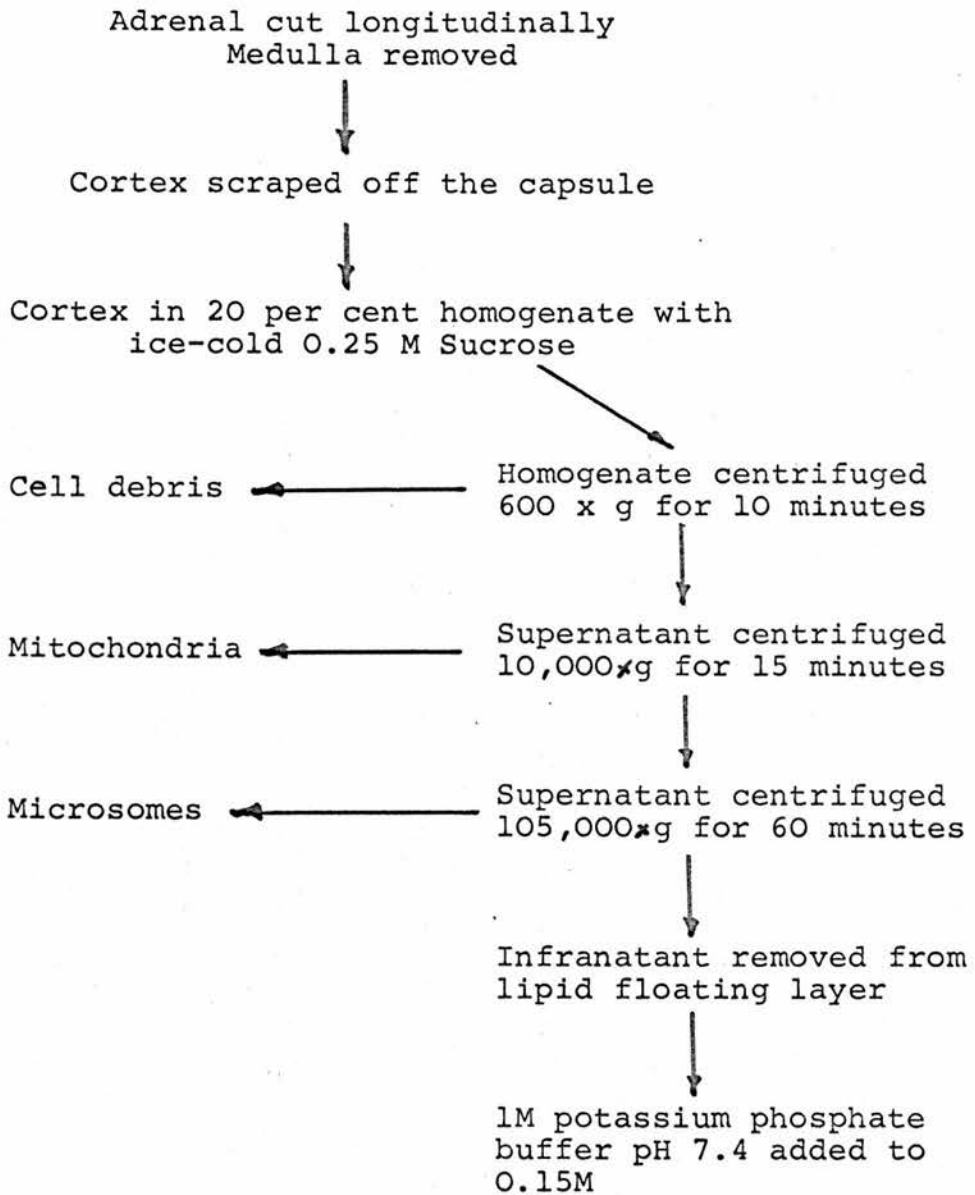 Adrenal cut longitudinally
Medulla removed
Cortex scraped off the capsule
Cortex in 20 per cent homogenate with
ice-cold 0.25 M Sucrose
Homogenate centrifuged
600 x g for 10 minutes
Cell debris
Supernatant centrifuged
10,000xg for 15 minutes
Mitochondria
Supernatant centrifuged
105,000xg for 60 minutes
Microsomes
Infranatant removed from
lipid floating layer
1M potassium phosphate
buffer pH 7.4 added to
0.15M